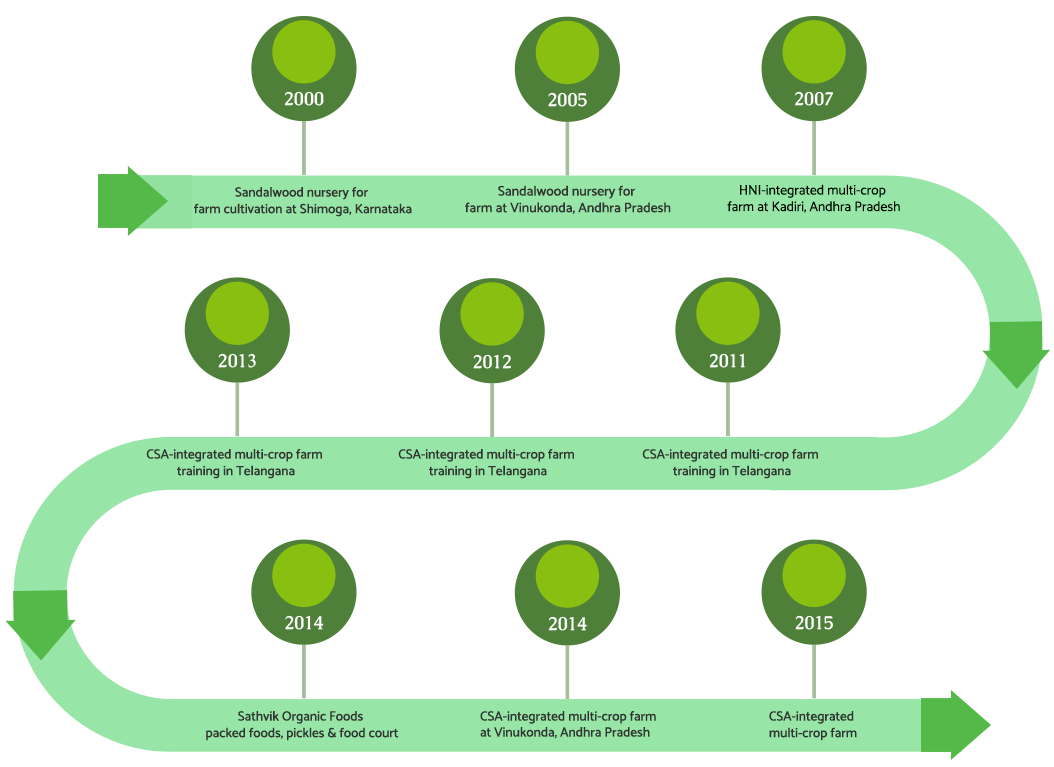 2000
Sandalwood nursery for
farm cultivation at Shimoga, Karnataka
2005
Sandalwood nursery for
farm at Vinukonda, Andhra Pradesh
2007
HNI-integrated multi-crop
farm at Kadiri, Andhra Pradesh
2011
CSA-integrated multi-crop farm
training in Telangana
2012
CSA-integrated multi-crop farm
training in Telangana
2013
CSA-integrated multi-crop farm
training in Telangana
2014
Sathvik Organic Foods
packed foods, pickles & food court
2014
CSA-integrated multi-crop farm
at Vinukonda, Andhra Pradesh
2015
CSA-integrated
multi-crop farm